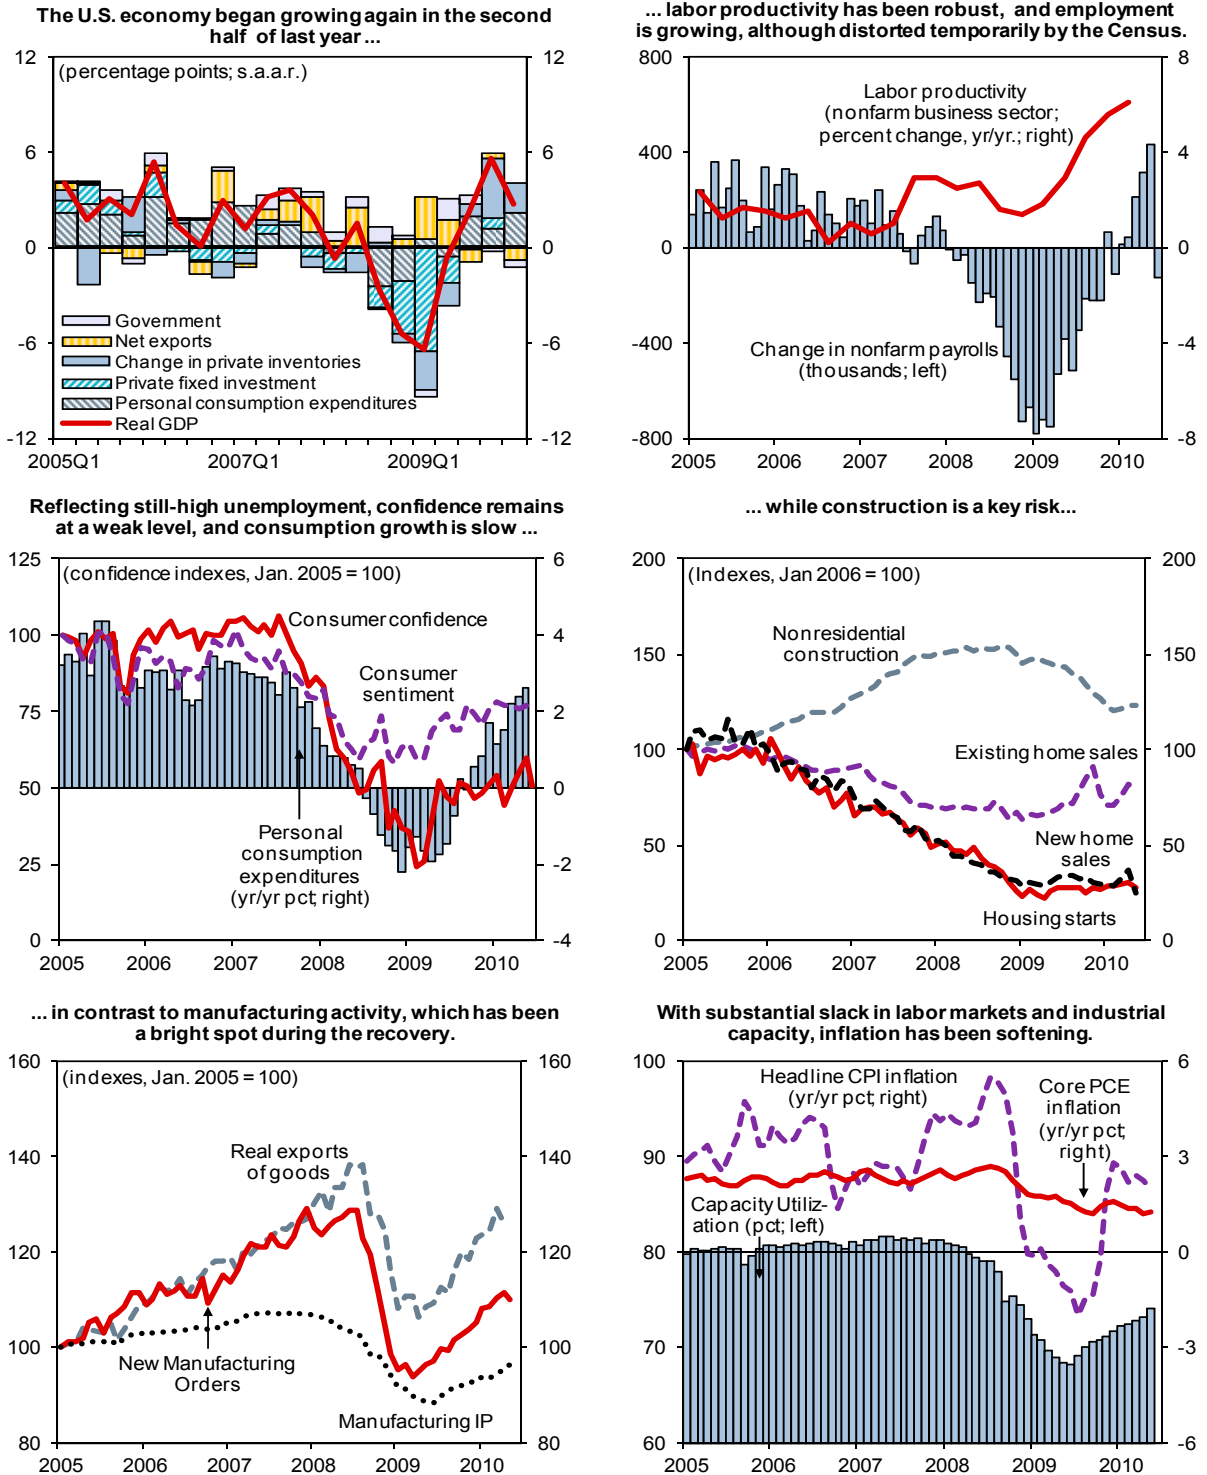 The U.S. economy began growing again in the second
half of last year ...
12
6
0
-6
-12
12
6
0
-6
-12
(percentage points; s.a.a.r.)
Government
Net exports
Change in private inventories
Private fixed investment
Personal consumption expenditures
Real GDP
2005Q1
2007Q1
2009Q1
... labor productivity has been robust, and employment
is growing, although distorted temporarily by the Census.
800
400
0
-400
-800
8
4
0
-4
-8
Labor productivity
(nonfarm business sector;
percent change, yr/yr.; right)
Change in nonfarm payrolls
(thousands; left)
2005
2006
2007
2008
2009
2010
Reflecting still-high unemployment, confidence remains
at a weak level, and consumption growth is slow ...
125
100
75
50
25
0
6
4
2
0
-2
-4
(confidence indexes, Jan. 2005 = 100)
Consumer confidence
Consumer
sentiment
Personal
consumption
expenditures
(yr/yr pct; right)
2005
2006
2007
2008
2009
2010
... while construction is a key risk...
200
150
100
50
0
200
150
100
50
0
(Indexes, Jan 2006 = 100)
Nonresidential
construction
Existing home sales
New home
sales
Housing starts
2005
2006
2007
2008
2009
2010
... in contrast to manufacturing activity, which has been
a bright spot during the recovery.
160
140
120
100
80
160
140
120
100
80
(indexes, Jan. 2005 = 100)
Real exports
of goods
New Manufacturing
Orders
Manufacturing IP
2005
2006
2007
2008
2009
2010
With substantial slack in labor markets and industrial
capacity, inflation has been softening.
100
90
80
70
60
6
3
0
-3
-6
Headline CPI inflation
(yr/yr pct; right)
Core PCE
inflation
(yr/yr pct;
right)
Capacity Utiliz-
ation (pct; left)
2005
2006
2007
2008
2009
2010